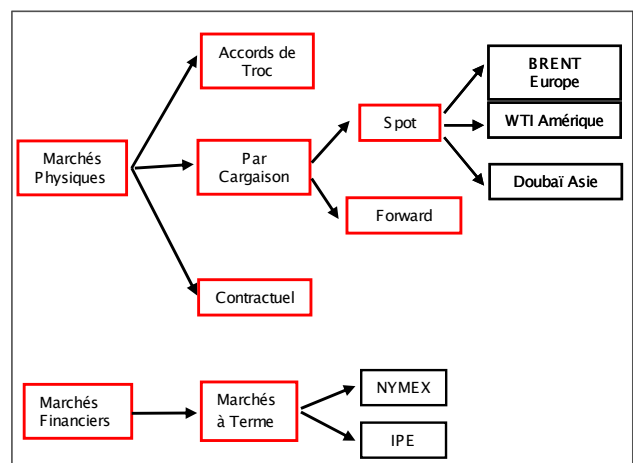 Accords de
Troc
BRENT
Europe
Spot
WTI Amérique
Marchés
Physiques
Par
Cargaison
Doubaï Asie
Forward
Contractuel
NYMEX
Marchés
Financiers
Marchés
à Terme
IPE